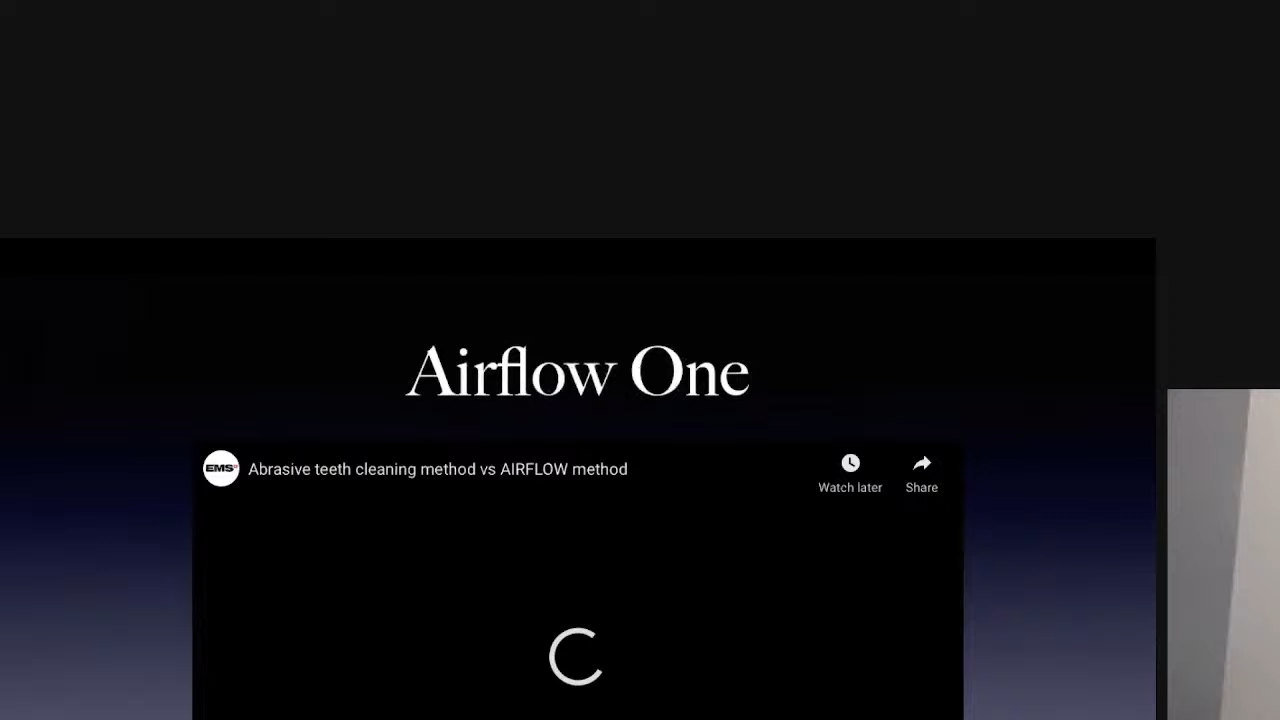 Airflow One
EMS
Abrasive teeth cleaning method vs AIRFLOW method
Watch later
Share